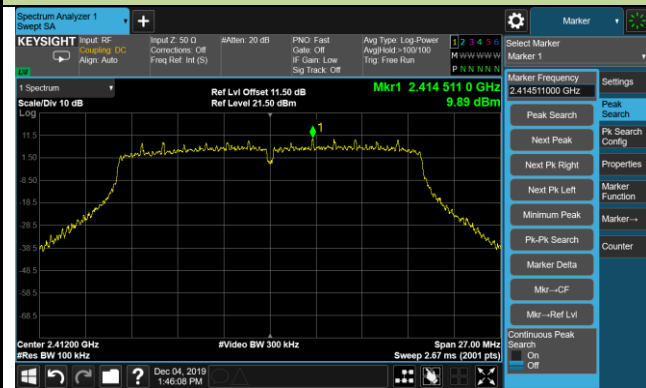 Spectrum Analyzer 1
Swept SA
Marker
KEYSIGHT
Input: RF
Coupling: DC
Align: Auto
Input Z: 50 Ω
Corrections: Off
Freq Ref: Int (S)
#Atten: 20 dB
PNO: Fast
Gate: Off
IF Gain: Low
Sig Track: Off
Avg Type: Log-Power
Avg|Hold:>100/100
Trig: Free Run
1 2 3 4 5 6
M W W W W W
P N N N N N
LXI
1 Spectrum
Scale/Div 10 dB
Log
Ref Lvl Offset 11.50 dB
Ref Level 21.50 dBm
Mkr1 2.414 511 0 GHz
9.89 dBm
1
11.5
1.50
-8.50
-18.5
-28.5
-38.5
-48.5
-58.5
-68.5
Center 2.41200 GHz
#Res BW 100 kHz
#Video BW 300 kHz
Span 27.00 MHz
Sweep 2.67 ms (2001 pts)
Dec 04, 2019
1:46:08 PM
Select Marker
Marker 1
Marker Frequency
2.414511000 GHz
Peak Search
Next Peak
Next Pk Right
Next Pk Left
Minimum Peak
Pk-Pk Search
Marker Delta
Mkr→CF
Mkr→Ref Lvl
Continuous Peak
Search
On
Off
Settings
Peak
Search
Pk Search
Config
Properties
Marker
Function
Marker→
Counter